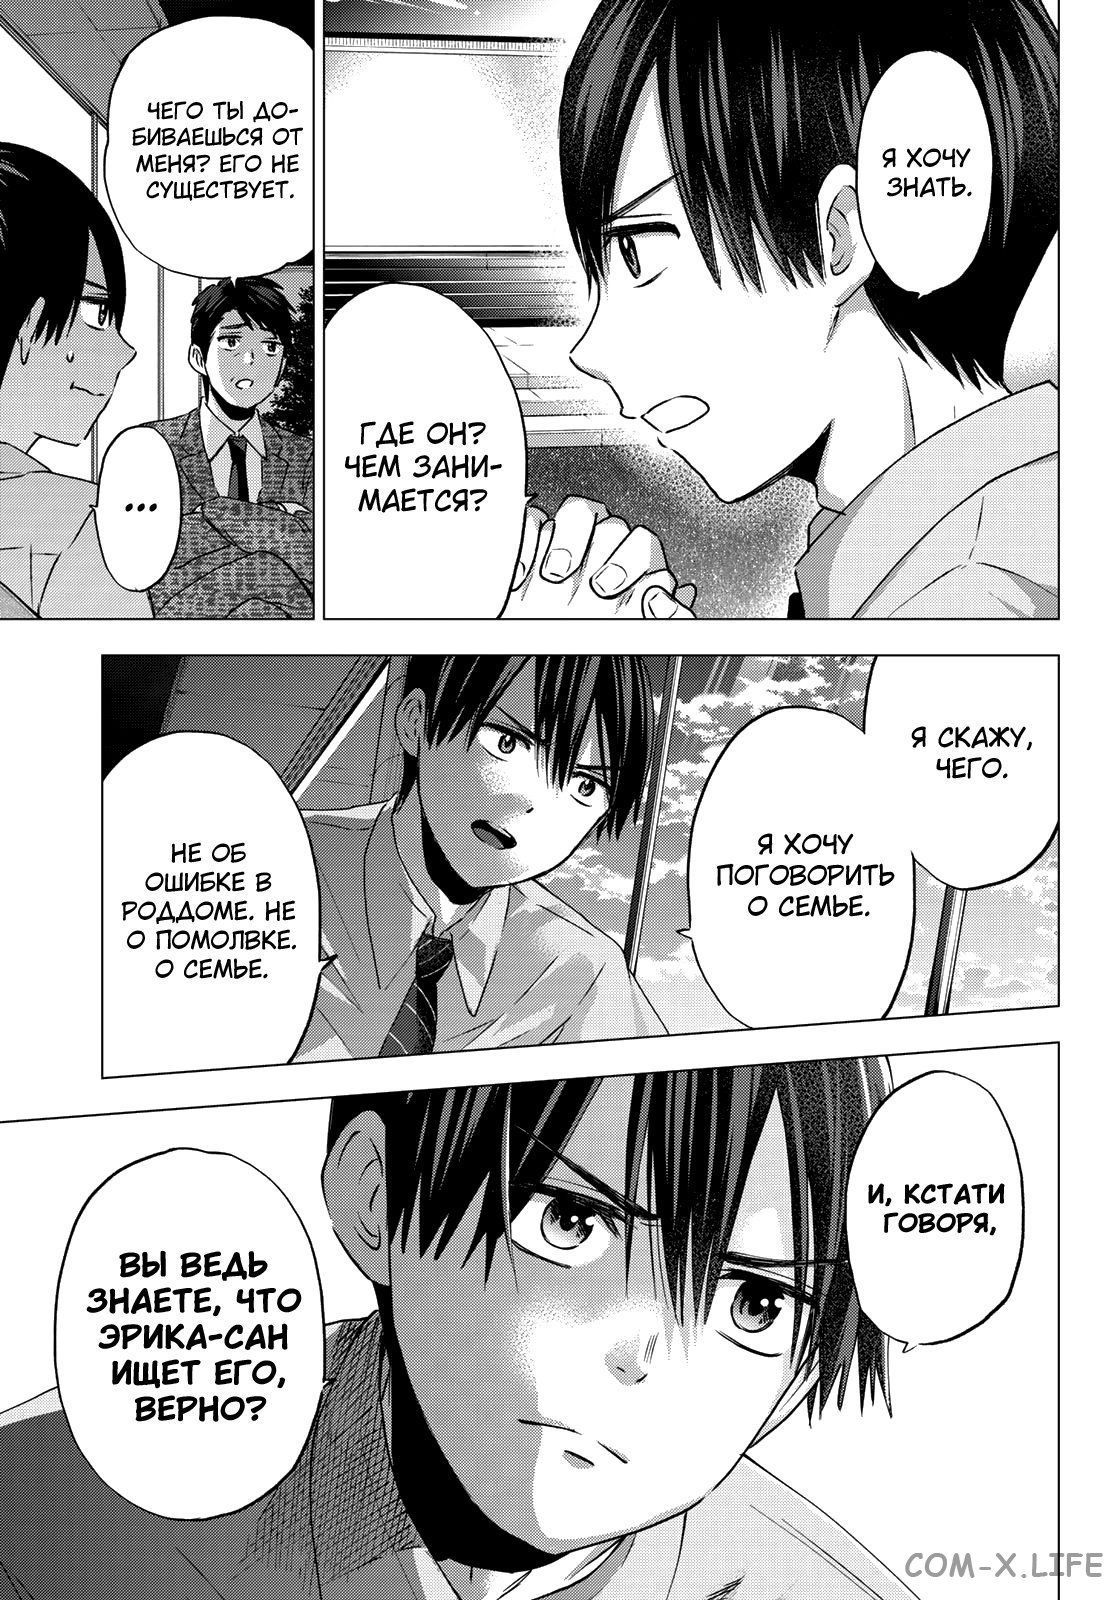 Я ХОЧУ
ЗНАТЬ.
ГДЕ ОН?
ЧЕМ ЗАНИ-
МАЕТСЯ?
ЧЕГО ТЫ ДО-
БИВАЕШЬСЯ ОТ
МЕНЯ? ЕГО НЕ
СУЩЕСТВУЕТ.
...
Я СКАЖУ,
ЧЕГО.
Я ХОЧУ
ПОГОВОРИТЬ
О СЕМЬЕ.
НЕ ОБ
ОШИБКЕ В
РОДДОМЕ. НЕ
О ПОМОЛВКЕ.
О СЕМЬЕ.
И, КСТАТИ
ГОВОРЯ,
ВЫ ВЕДЬ
ЗНАЕТЕ, ЧТО
ЭРИКА-САН
ИЩЕТ ЕГО,
ВЕРНО?
COM-X.LIFE